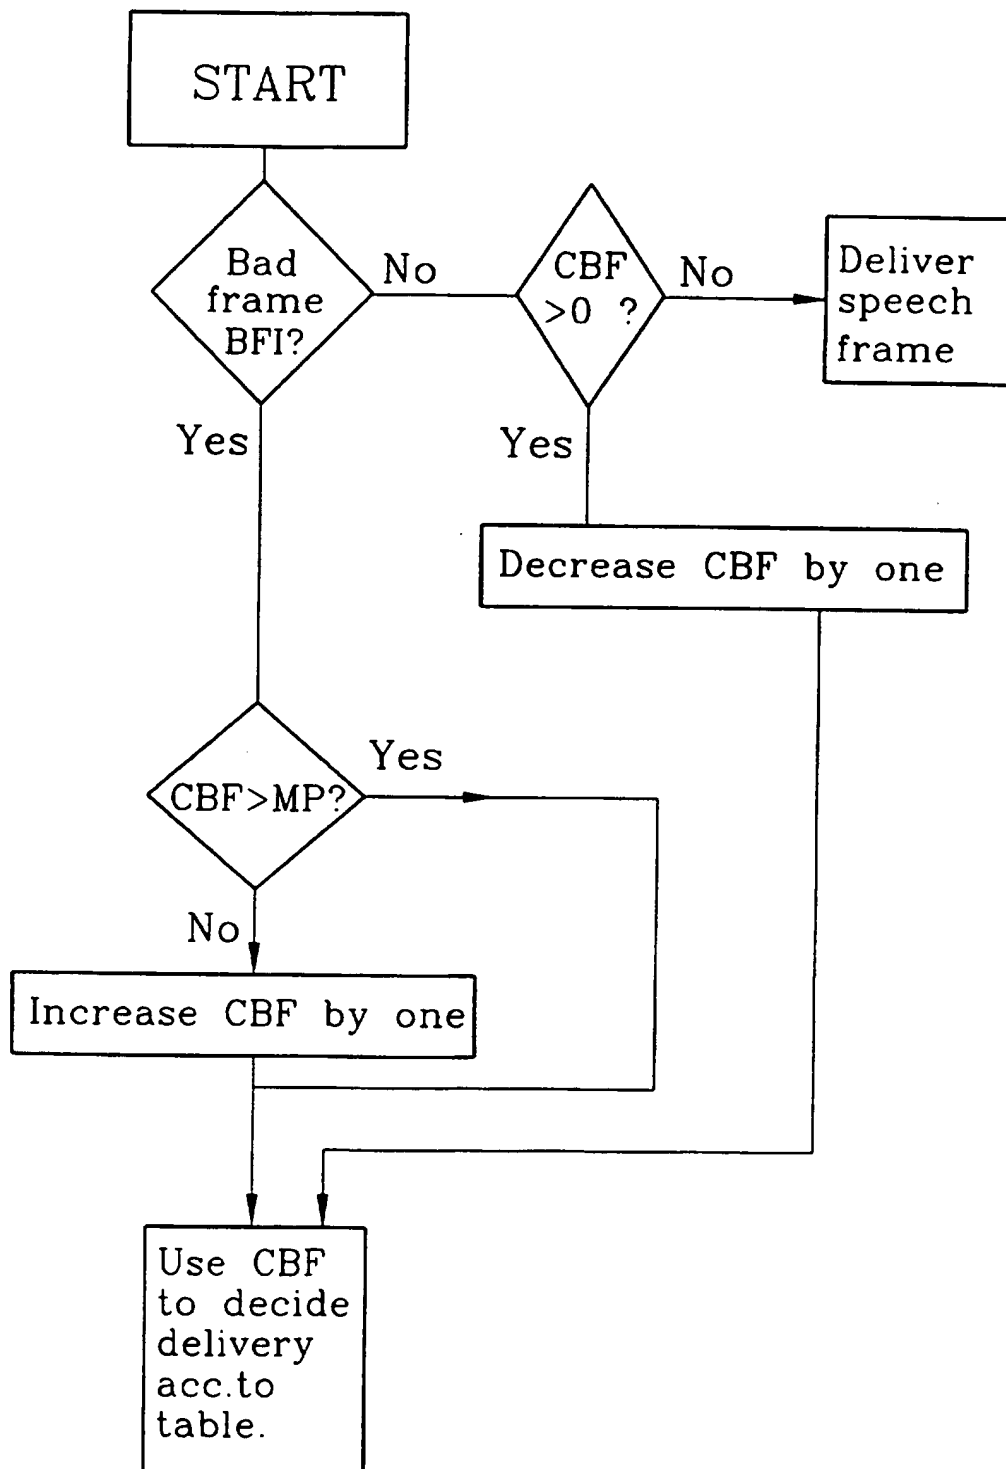 START
Bad
frame
BFI?
No
CBF
>0 ?
No
Deliver
speech
frame
Yes
Yes
Decrease CBF by one
CBF>MP?
Yes
No
Increase CBF by one
Use CBF
to decide
delivery
acc.to
table.